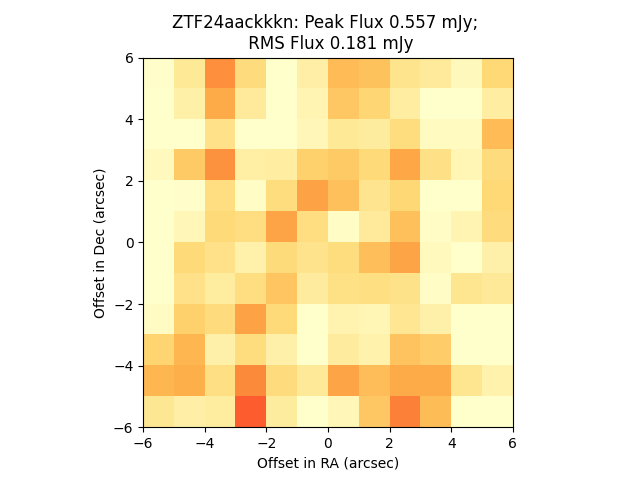 ZTF24aackkkn: Peak Flux 0.557 mJy;
RMS Flux 0.181 mJy
6
4
2
0
−2
−4
−6
Offset in Dec (arcsec)
−6 −4 −2 0 2 4 6
Offset in RA (arcsec)